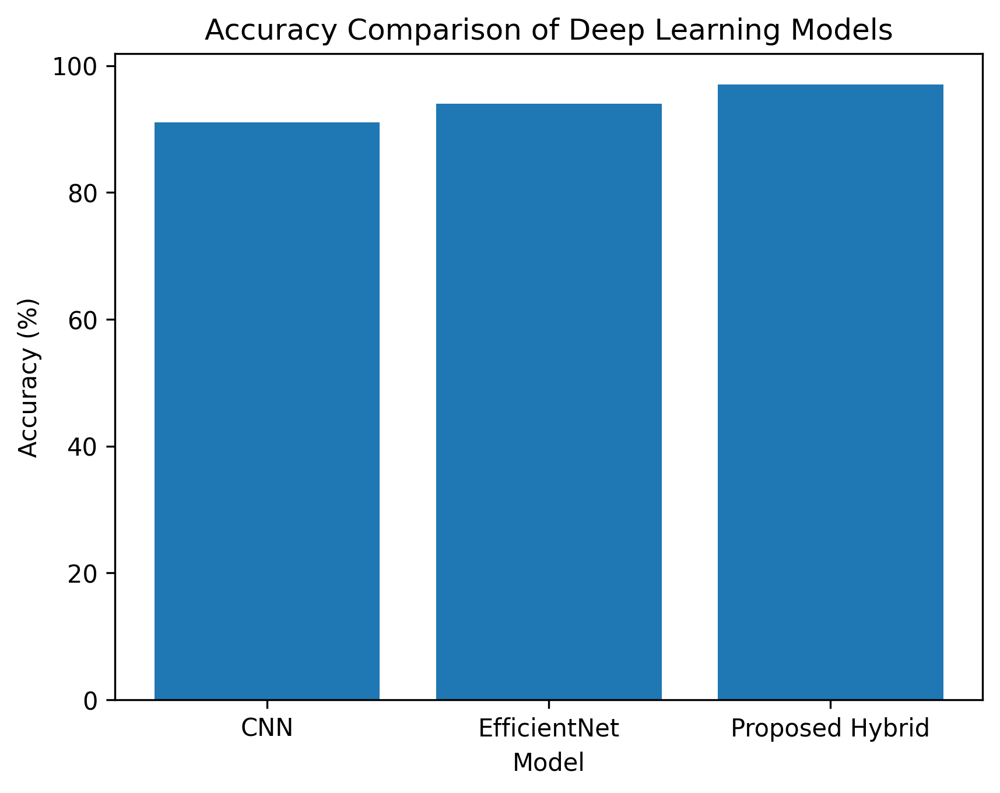 Accuracy Comparison of Deep Learning Models
100
80
60
40
20
0
Accuracy (%)
CNN EfficientNet Proposed Hybrid
Model